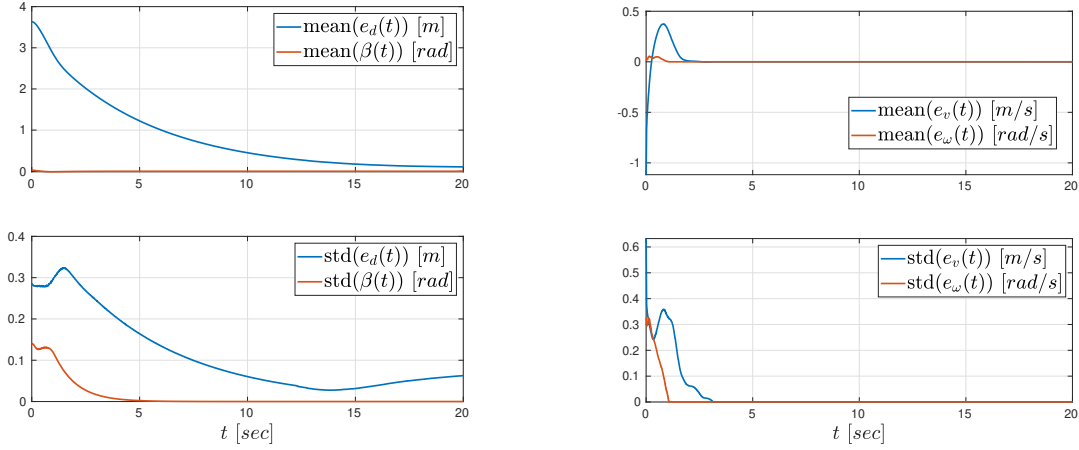 4
3
2
1
0
0 5 10 15 20
mean(e_d(t)) [m]
mean(β(t)) [rad]
0.5
0
-0.5
-1
0 5 10 15 20
mean(e_v(t)) [m/s]
mean(e_ω(t)) [rad/s]
0.4
0.3
0.2
0.1
0
0 5 10 15 20
std(e_d(t)) [m]
std(β(t)) [rad]
t [sec]
0.6
0.5
0.4
0.3
0.2
0.1
0
0 5 10 15 20
std(e_v(t)) [m/s]
std(e_ω(t)) [rad/s]
t [sec]